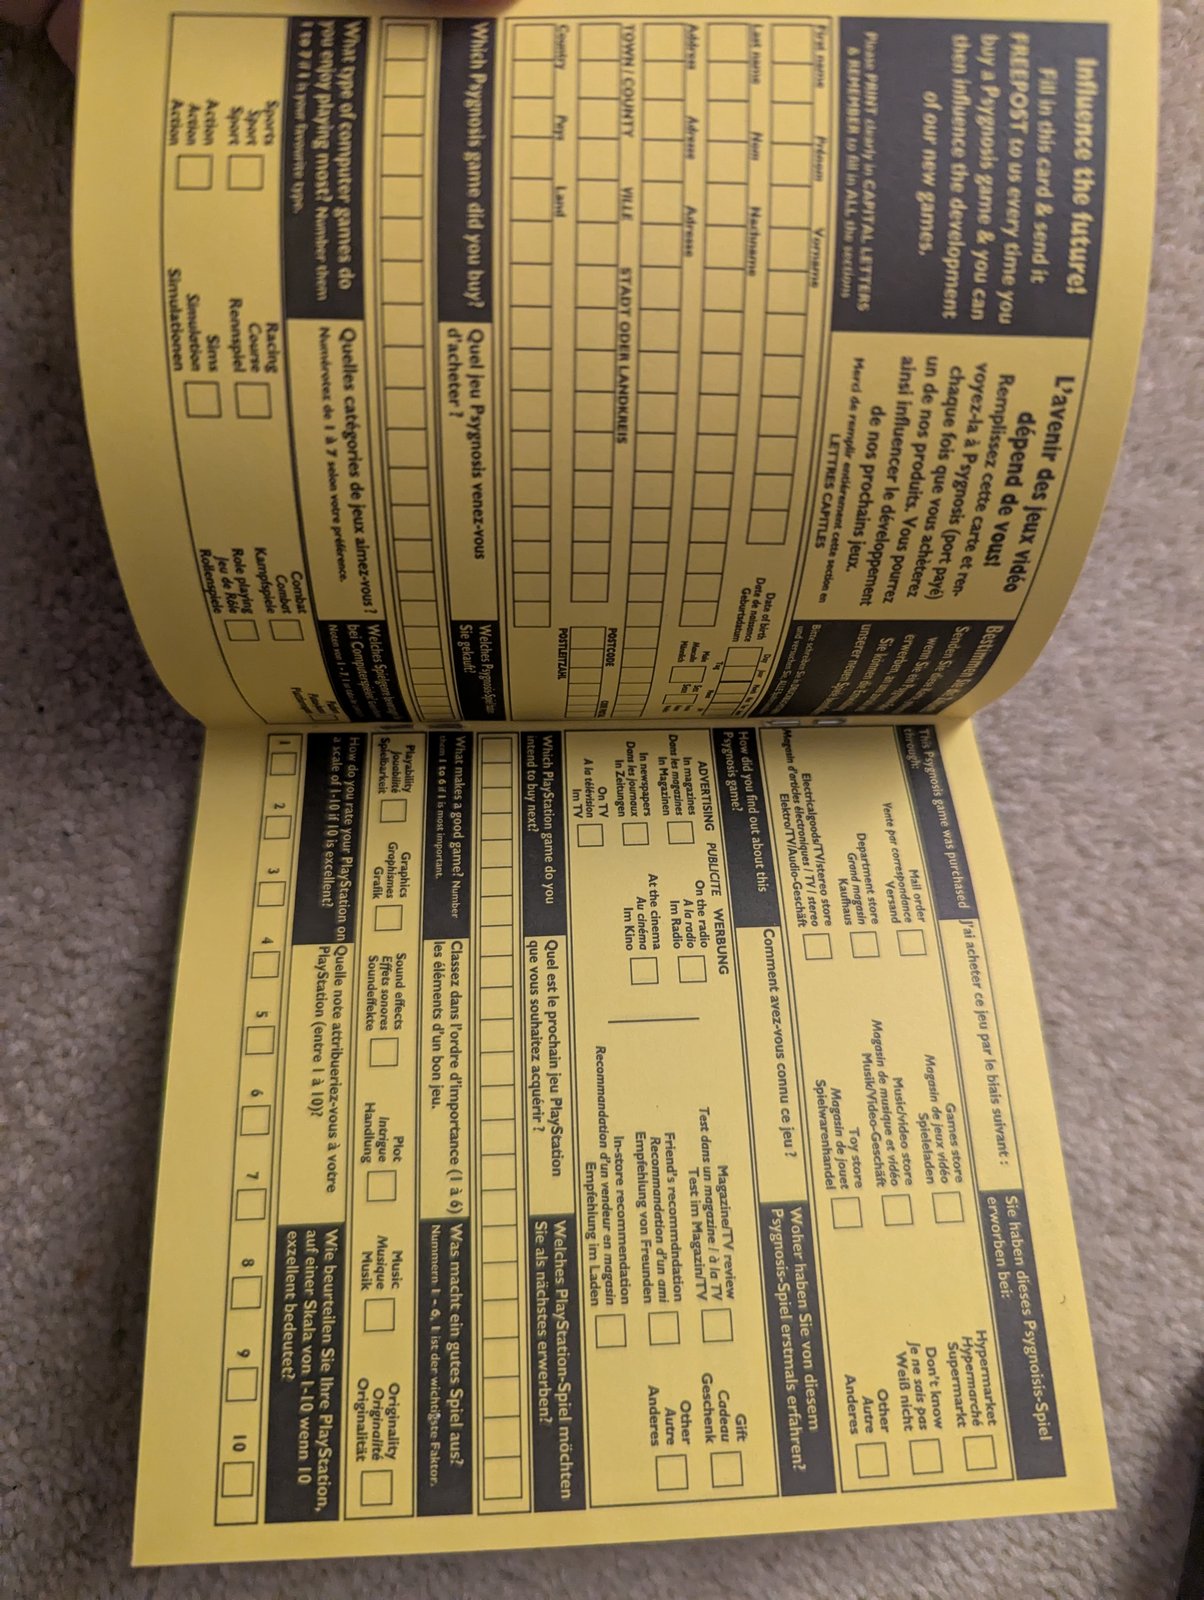 Influence the future!
Fill in this card & send it
FREEPOST to us every time you
buy a Psygnosis game & you can
then influence the development
of our new games.
Please PRINT clearly in CAPITAL LETTERS
& REMEMBER to fill in ALL the sections
L'avenir des jeux vidéo
dépend de vous!
Remplissez cette carte et ren-
voyez-la à Psygnosis (port payé)
chaque fois que vous achèterez
un de nos produits. Vous pourrez
ainsi influencer le développement
de nos prochains jeux.
Merci de remplir entièrement cette section en
LETTRES CAPITLES
First name Prénom Vorname
Last name Nom Nachname
Date of birth
Date de naissance
Geburtsdatum
Address Adresse Adresse
TOWN / COUNTY VILLE STADT ODER LANDKREIS
POSTCODE
POSTLEITZAHL
Country Pays Land
Which Psygnosis game did you buy?
Quel jeu Psygnosis venez-vous
d'acheter ?
Welches Psygnosis-Spiel
Sie gekauft?
What type of computer games do
you enjoy playing most? Number them
1 to 7 / 1 is your favourite type.
Quelles catégories de jeux aimez-vous ?
Numérotez de 1 à 7 selon votre préférence.
Sports
Sport
Sport
Racing
Course
Rennspiel
Combat
Combat
Kampfspiele
Action
Action
Action
Sims
Simulation
Simulationen
Role playing
Jeu de Rôle
Rollenspiele
This Psygnosis game was purchased
through:
J'ai acheter ce jeu par le biais suivant :
Sie haben dieses Psygnoisis-Spiel
erworben bei:
Mail order
Vente par correspondance
Versand
Games store
Magasin de jeux vidéo
Spieleladen
Hypermarket
Hypermarché
Supermarkt
Department store
Grand magasin
Kaufhaus
Music/video store
Magasin de musique et vidéo
Musik/Video-Geschäft
Don't know
Je ne sais pas
Weiß nicht
Electricalgoods/TV/stereo store
Magasin d'articles électroniques / TV / stereo
Elektro/TV/Audio-Geschäft
Toy store
Magasin de jouet
Spielwarenhandel
Other
Autre
Anderes
How did you find out about this
Psygnosis game?
Comment avez-vous connu ce jeu ?
Woher haben Sie von diesem
Psygnosis-Spiel erstmals erfahren?
ADVERTISING PUBLICITE WERBUNG
In magazines
Dans les magazines
In Magazinen
On the radio
A la radio
Im Radio
Magazine/TV review
Test dans un magazine / à la TV
Test im Magazin/TV
Gift
Cadeau
Geschenk
In newspapers
Dans les journaux
In Zeitungen
At the cinema
Au cinéma
Im Kino
Friend's recommdndation
Recommandation d'un ami
Empfehlung von Freunden
Other
Autre
Anderes
On TV
A la télévision
Im TV
In-store recommendation
Recommandation d'un vendeur en magasin
Empfehlung im Laden
Which PlayStation game do you
intend to buy next?
Quel est le prochain jeu PlayStation
que vous souhaitez acquérir ?
Welches PlayStation-Spiel möchten
Sie als nächstes erwerben?
What makes a good game? Number
them 1 to 6 if 1 is most important.
Classez dans l'ordre d'importance (1 à 6)
les éléments d'un bon jeu.
Was macht ein gutes Spiel aus?
Nummern 1 - 6, 1 ist der wichtigste Faktor.
Playability
Jouabilité
Spielbarkeit
Graphics
Graphismes
Grafik
Sound effects
Effets sonores
Soundeffekte
Plot
Intrigue
Handlung
Music
Musique
Musik
Originality
Originalité
Originalität
How do you rate your PlayStation on
a scale of 1-10 if 10 is excellent?
Quelle note attribueriez-vous à votre
PlayStation (entre 1 à 10)?
Wie beurteilen Sie Ihre PlayStation,
auf einer Skala von 1-10 wenn 10
exzellent bedeutet?
1 2 3 4 5 6 7 8 9 10